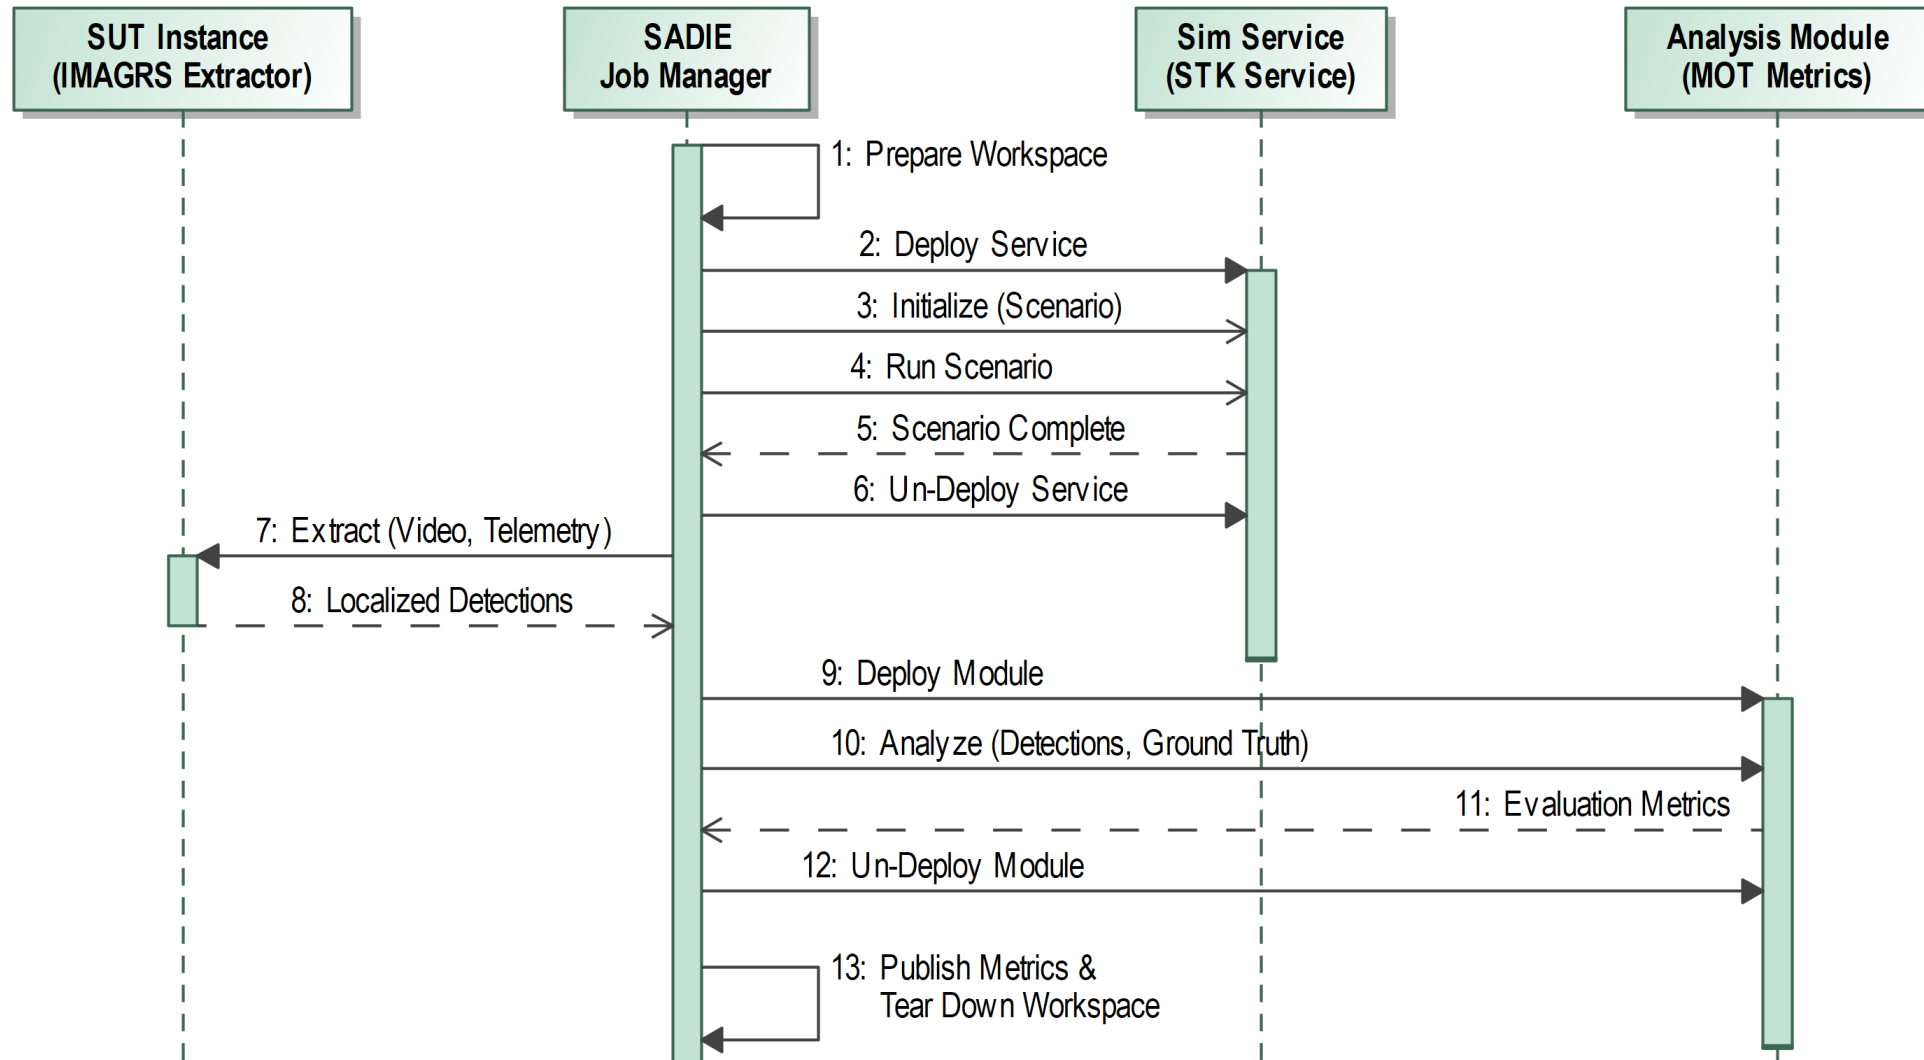 SUT Instance
(IMAGRS Extractor)
SADIE
Job Manager
Sim Service
(STK Service)
Analysis Module
(MOT Metrics)
1: Prepare Workspace
2: Deploy Service
3: Initialize (Scenario)
4: Run Scenario
5: Scenario Complete
6: Un-Deploy Service
7: Extract (Video, Telemetry)
8: Localized Detections
9: Deploy Module
10: Analyze (Detections, Ground Truth)
11: Evaluation Metrics
12: Un-Deploy Module
13: Publish Metrics &
Tear Down Workspace